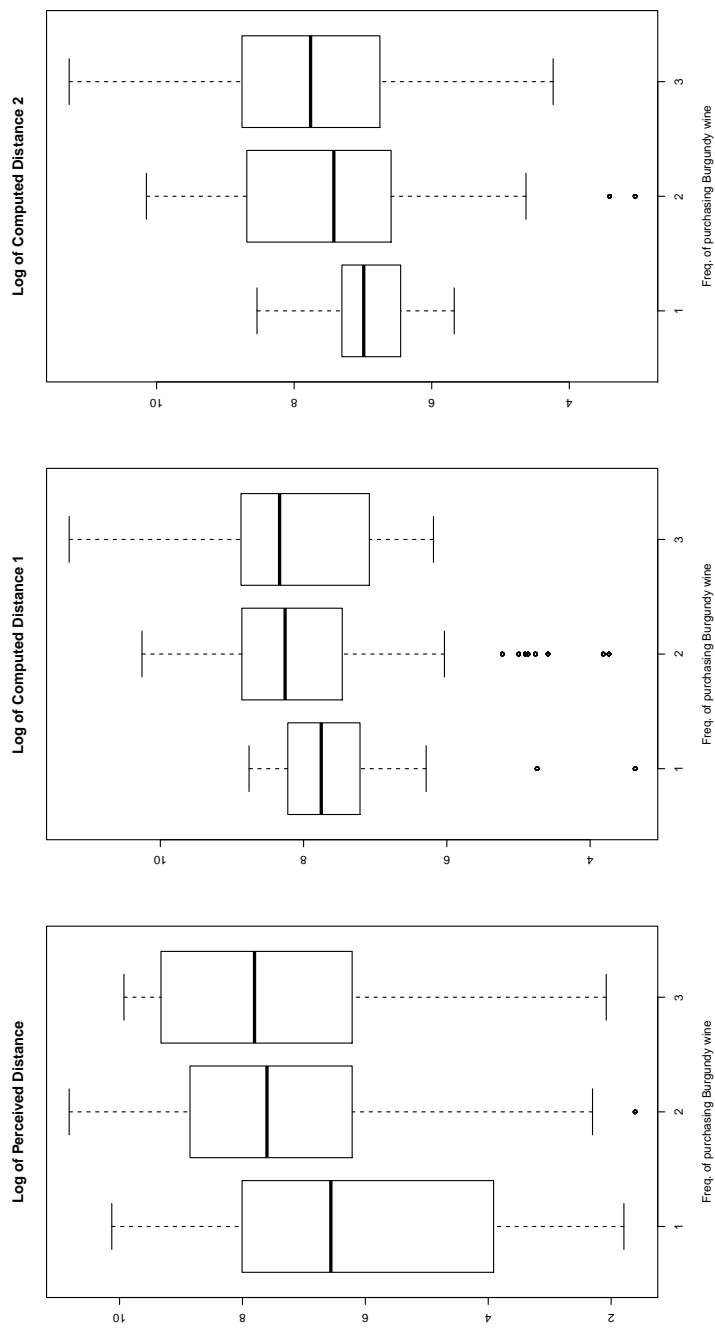 Log of Perceived Distance
10
8
6
4
2
1 2 3
Freq. of purchasing Burgundy wine
Log of Computed Distance 1
10
8
6
4
1 2 3
Freq. of purchasing Burgundy wine
Log of Computed Distance 2
10
8
6
4
1 2 3
Freq. of purchasing Burgundy wine